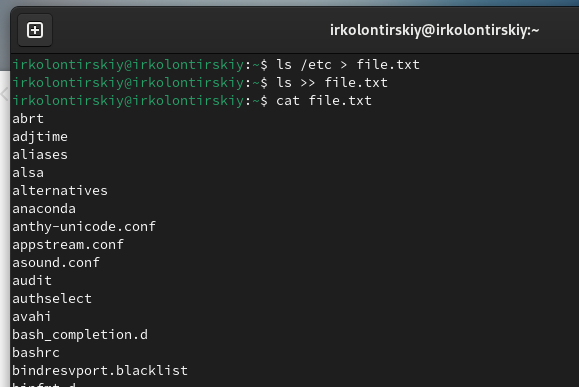 irkolontirskiy@irkolontirskiy:~
irkolontirskiy@irkolontirskiy:~$ ls /etc > file.txt
irkolontirskiy@irkolontirskiy:~$ ls >> file.txt
irkolontirskiy@irkolontirskiy:~$ cat file.txt
abrt
adjtime
aliases
alsa
alternatives
anaconda
anthy-unicode.conf
appstream.conf
asound.conf
audit
authselect
avahi
bash_completion.d
bashrc
bindresvport.blacklist